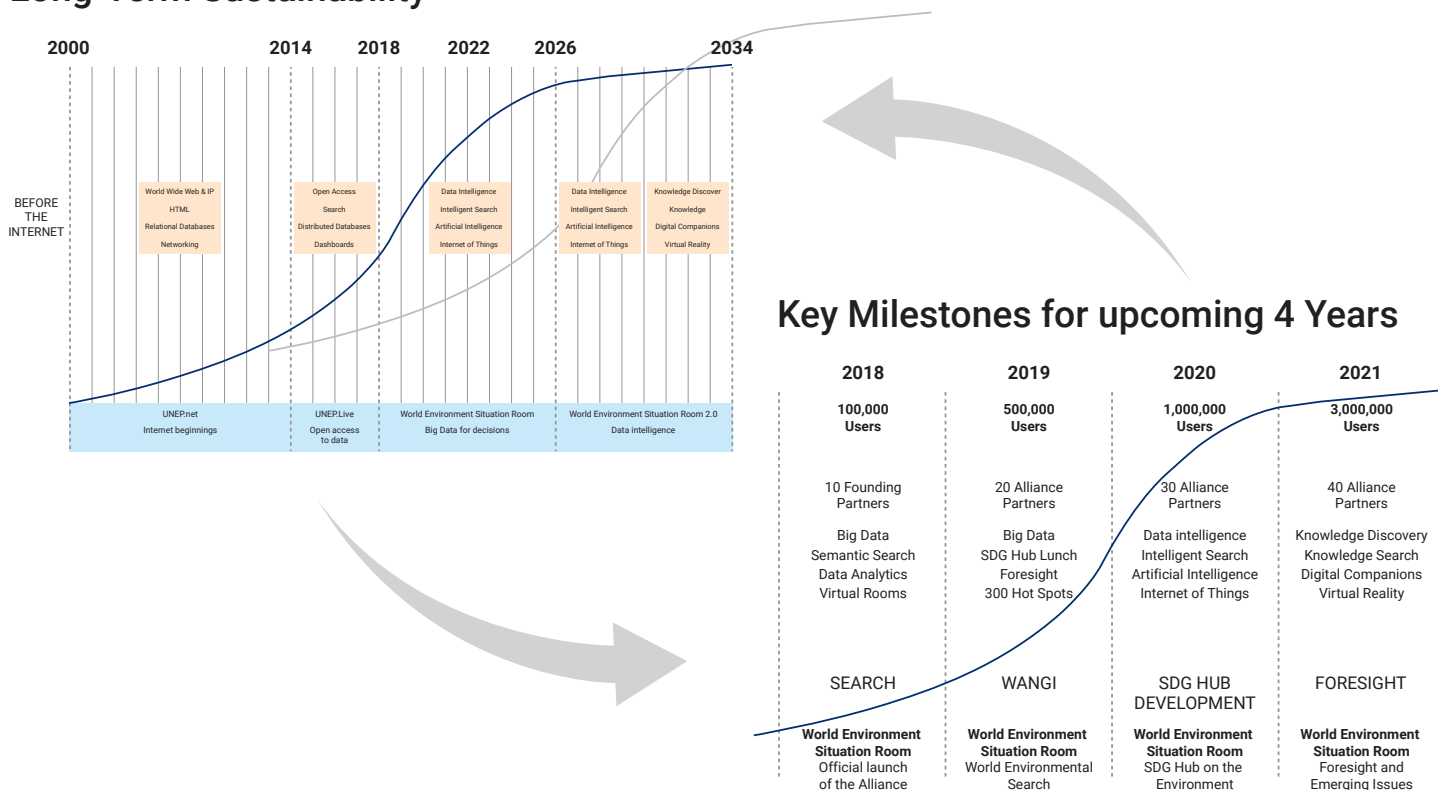 Long-Term Sustainability
2000 2014 2018 2022 2026 2034
BEFORE
THE
INTERNET
World Wide Web & IP
HTML
Relational Databases
Networking
Open Access
Search
Distributed Databases
Dashboards
Data Intelligence
Intelligent Search
Artificial Intelligence
Internet of Things
Data Intelligence
Intelligent Search
Artificial Intelligence
Internet of Things
Knowledge Discover
Knowledge
Digital Companions
Virtual Reality
UNEP.net
Internet beginnings
UNEP.Live
Open access
to data
World Environment Situation Room
Big Data for decisions
World Environment Situation Room 2.0
Data intelligence
Key Milestones for upcoming 4 Years
2018
100,000
Users
10 Founding
Partners
Big Data
Semantic Search
Data Analytics
Virtual Rooms
SEARCH
World Environment
Situation Room
Official launch
of the Alliance
2019
500,000
Users
20 Alliance
Partners
Big Data
SDG Hub Lunch
Foresight
300 Hot Spots
WANGI
World Environment
Situation Room
World Environmental
Search
2020
1,000,000
Users
30 Alliance
Partners
Data intelligence
Intelligent Search
Artificial Intelligence
Internet of Things
SDG HUB
DEVELOPMENT
World Environment
Situation Room
SDG Hub on the
Environment
2021
3,000,000
Users
40 Alliance
Partners
Knowledge Discovery
Knowledge Search
Digital Companions
Virtual Reality
FORESIGHT
World Environment
Situation Room
Foresight and
Emerging Issues